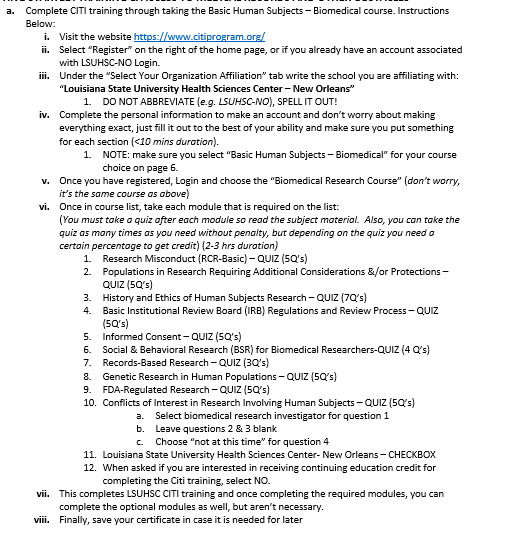 a. Complete CITI training through taking the Basic Human Subjects – Biomedical course. Instructions
Below:
i. Visit the website https://www.citiprogram.org/
ii. Select "Register" on the right of the home page, or if you already have an account associated
with LSUHSC-NO Login.
iii. Under the "Select Your Organization Affiliation" tab write the school you are affiliating with:
"Louisiana State University Health Sciences Center – New Orleans"
1. DO NOT ABBREVIATE (e.g. LSUHSC-NO), SPELL IT OUT!
iv. Complete the personal information to make an account and don't worry about making
everything exact, just fill it out to the best of your ability and make sure you put something
for each section (<10 mins duration).
1. NOTE: make sure you select "Basic Human Subjects – Biomedical" for your course
choice on page 6.
v. Once you have registered, Login and choose the "Biomedical Research Course" (don't worry,
it's the same course as above)
vi. Once in course list, take each module that is required on the list:
(You must take a quiz after each module so read the subject material. Also, you can take the
quiz as many times as you need without penalty, but depending on the quiz you need a
certain percentage to get credit) (2-3 hrs duration)
1. Research Misconduct (RCR-Basic) – QUIZ (5Q's)
2. Populations in Research Requiring Additional Considerations &/or Protections –
QUIZ (5Q's)
3. History and Ethics of Human Subjects Research – QUIZ (7Q's)
4. Basic Institutional Review Board (IRB) Regulations and Review Process – QUIZ
(5Q's)
5. Informed Consent – QUIZ (5Q's)
6. Social & Behavioral Research (BSR) for Biomedical Researchers-QUIZ (4 Q's)
7. Records-Based Research – QUIZ (3Q's)
8. Genetic Research in Human Populations – QUIZ (5Q's)
9. FDA-Regulated Research – QUIZ (5Q's)
10. Conflicts of Interest in Research Involving Human Subjects – QUIZ (5Q's)
a. Select biomedical research investigator for question 1
b. Leave questions 2 & 3 blank
c. Choose "not at this time" for question 4
11. Louisiana State University Health Sciences Center- New Orleans – CHECKBOX
12. When asked if you are interested in receiving continuing education credit for
completing the Citi training, select NO.
vii. This completes LSUHSC CITI training and once completing the required modules, you can
complete the optional modules as well, but aren't necessary.
viii. Finally, save your certificate in case it is needed for later